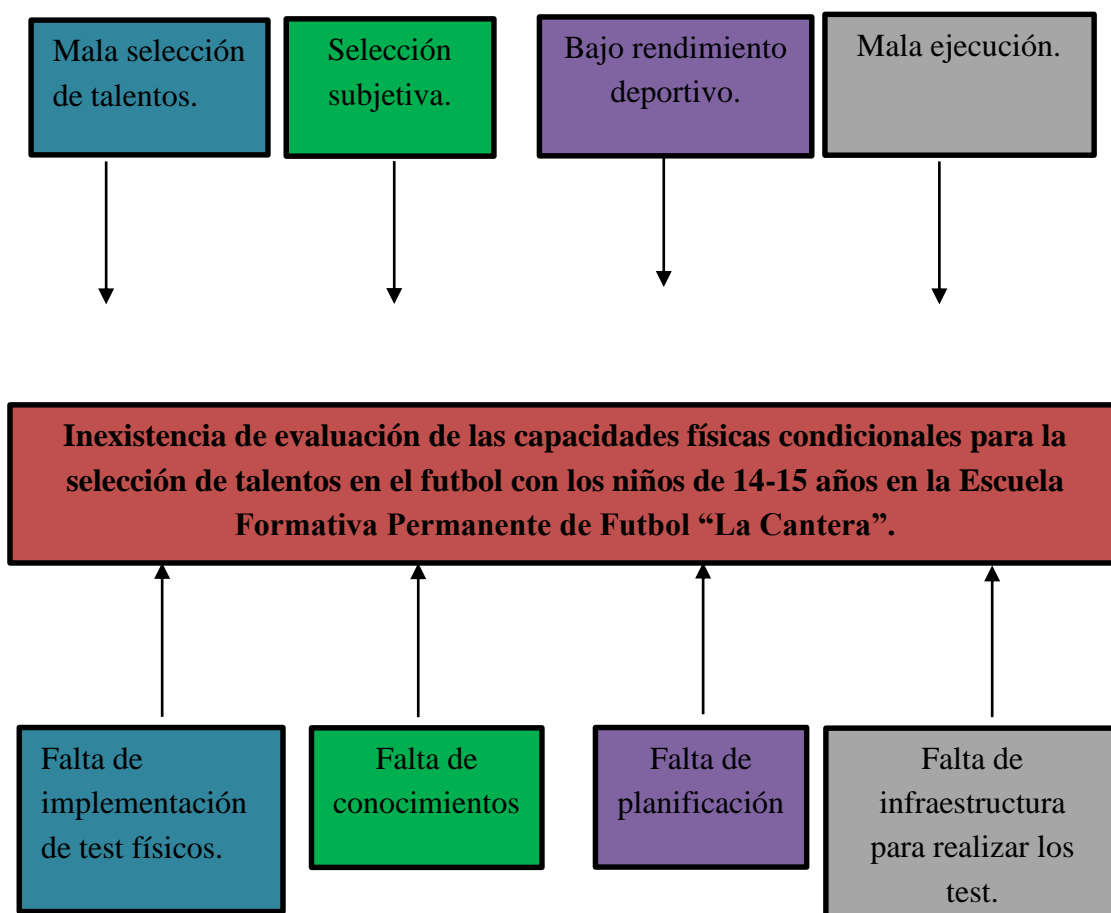 Mala selección
de talentos.
Selección
subjetiva.
Bajo rendimiento
deportivo.
Mala ejecución.
Inexistencia de evaluación de las capacidades físicas condicionales para la
selección de talentos en el futbol con los niños de 14-15 años en la Escuela
Formativa Permanente de Futbol “La Cantera”.
Falta de
implementación
de test físicos.
Falta de
conocimientos
Falta de
planificación
Falta de
infraestructura
para realizar los
test.